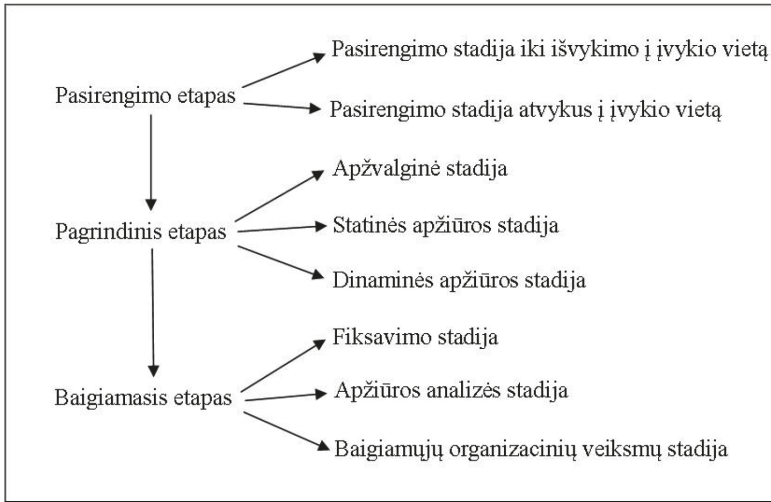 Pasirengimo etapas
Pasirengimo stadija iki išvykimo į įvykio vietą
Pasirengimo stadija atvykus į įvykio vietą
Pagrindinis etapas
Apžvalginė stadija
Statinės apžiūros stadija
Dinaminės apžiūros stadija
Baigiamasis etapas
Fiksavimo stadija
Apžiūros analizės stadija
Baigiamųjų organizacinių veiksmų stadija